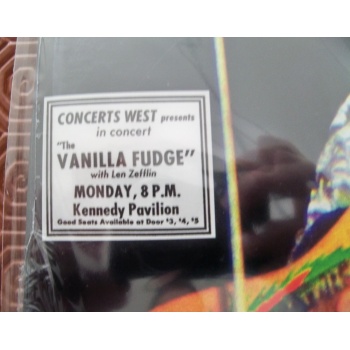 CONCERTS WEST presents
in concert
"The
VANILLA FUDGE"
with Len Zefflin
MONDAY, 8 P.M.
Kennedy Pavilion
Good Seats Available at Door $3, $4, $5